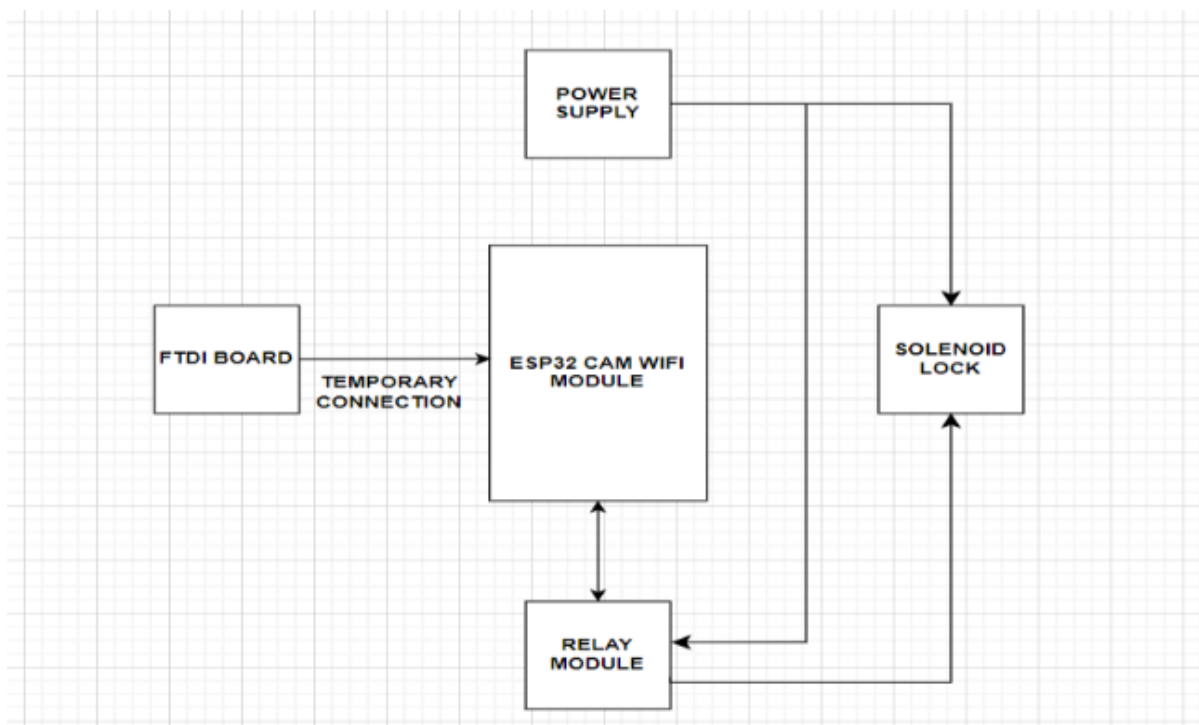 POWER
SUPPLY
FTDI BOARD
TEMPORARY
CONNECTION
ESP32 CAM WIFI
MODULE
SOLENOID
LOCK
RELAY
MODULE